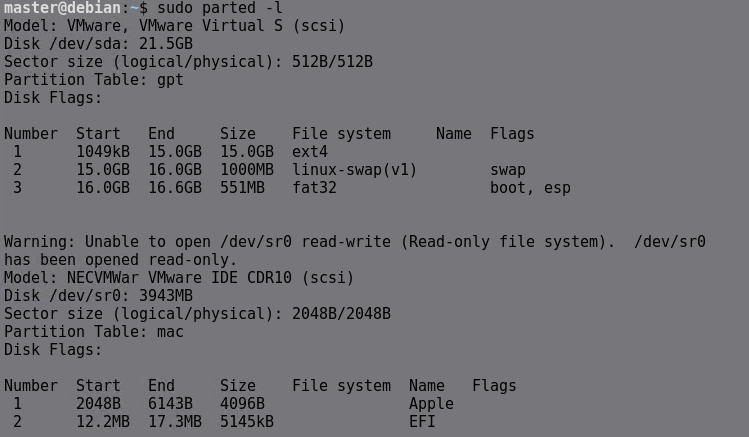 master@debian:~$ sudo parted -l
Model: VMware, VMware Virtual S (scsi)
Disk /dev/sda: 21.5GB
Sector size (logical/physical): 512B/512B
Partition Table: gpt
Disk Flags:

Number  Start   End     Size    File system     Name  Flags
 1      1049kB  15.0GB  15.0GB  ext4
 2      15.0GB  16.0GB  1000MB  linux-swap(v1)        swap
 3      16.0GB  16.6GB  551MB   fat32                 boot, esp


Warning: Unable to open /dev/sr0 read-write (Read-only file system).  /dev/sr0
has been opened read-only.
Model: NECVMWar VMware IDE CDR10 (scsi)
Disk /dev/sr0: 3943MB
Sector size (logical/physical): 2048B/2048B
Partition Table: mac
Disk Flags:

Number  Start   End     Size    File system  Name   Flags
 1      2048B   6143B   4096B                Apple
 2      12.2MB  17.3MB  5145kB               EFI